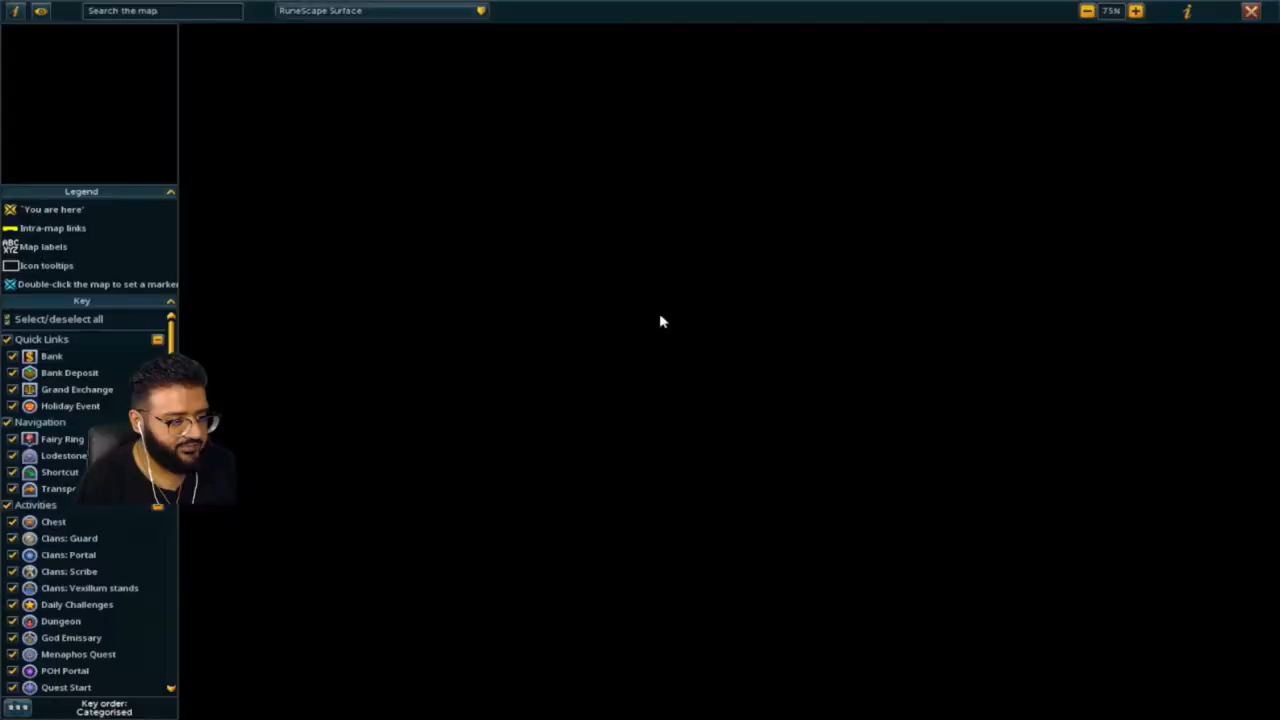 Search the map
RuneScape Surface
75%
Legend
'You are here'
Intra-map links
ABC
XYZ
Map labels
Icon tooltips
Double-click the map to set a marker
Key
Select/deselect all
Quick Links
Bank
Bank Deposit
Grand Exchange
Holiday Event
Navigation
Fairy Ring
Lodestone
Shortcut
Transpo
Activities
Chest
Clans: Guard
Clans: Portal
Clans: Scribe
Clans: Vexillum stands
Daily Challenges
Dungeon
God Emissary
Menaphos Quest
POH Portal
Quest Start
Key order:
Categorised